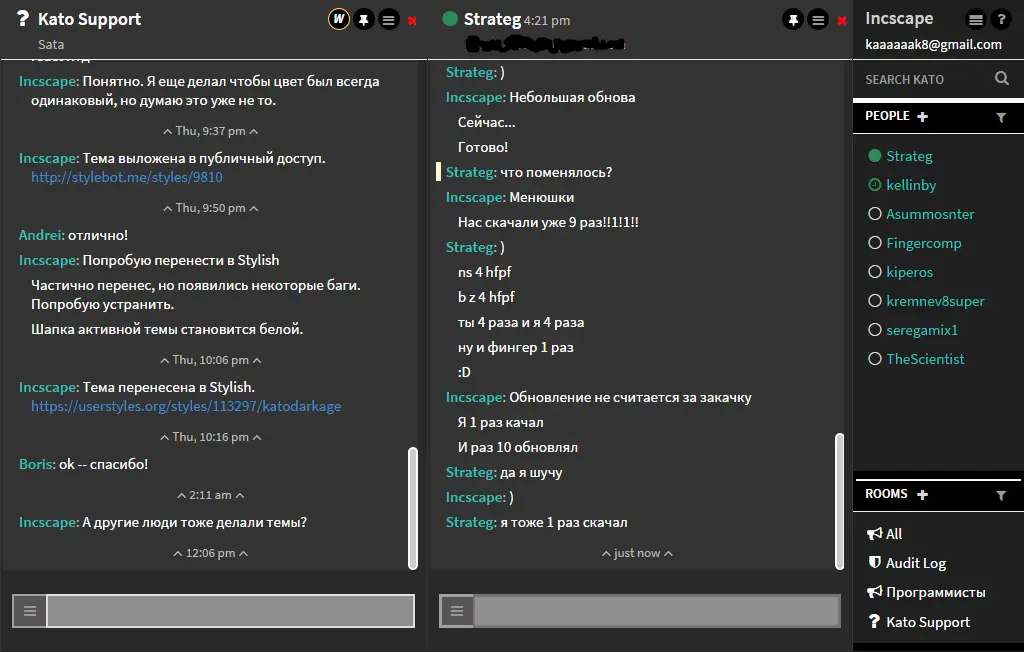 ? Kato Support
W
Sata
Incscape: Понятно. Я еще делал чтобы цвет был всегда
одинаковый, но думаю это уже не то.
Thu, 9:37 pm
Incscape: Тема выложена в публичный доступ.
http://stylebot.me/styles/9810
Thu, 9:50 pm
Andrei: отлично!
Incscape: Попробую перенести в Stylish
Частично перенес, но появились некоторые баги.
Попробую устранить.
Шапка активной темы становится белой.
Thu, 10:06 pm
Incscape: Тема перенесена в Stylish.
https://userstyles.org/styles/113297/katodarkage
Thu, 10:16 pm
Boris: ok -- спасибо!
2:11 am
Incscape: А другие люди тоже делали темы?
12:06 pm
Strateg 4:21 pm
Strateg: )
Incscape: Небольшая обнова
Сейчас...
Готово!
Strateg: что поменялось?
Incscape: Менюшки
Нас скачали уже 9 раз!!1!1!!
Strateg: )
ns 4 hfpf
b z 4 hfpf
ты 4 раза и я 4 раза
ну и фингер 1 раз
:D
Incscape: Обновление не считается за закачку
Я 1 раз качал
И раз 10 обновлял
Strateg: да я шучу
Incscape: )
Strateg: я тоже 1 раз скачал
just now
Incscape
?
kaaaaaak8@gmail.com
SEARCH KATO
PEOPLE +
Strateg
kellinby
Asummosnter
Fingercomp
kiperos
kremnev8super
seregamix1
TheScientist
ROOMS +
All
Audit Log
Программисты
? Kato Support